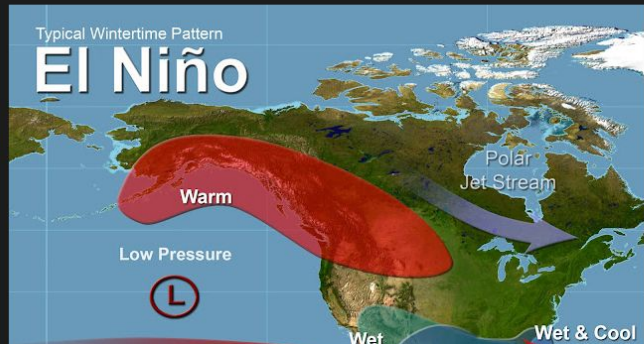 Typical Wintertime Pattern
El Niño
Polar
Jet Stream
Warm
Low Pressure
L
Wet
Wet & Cool